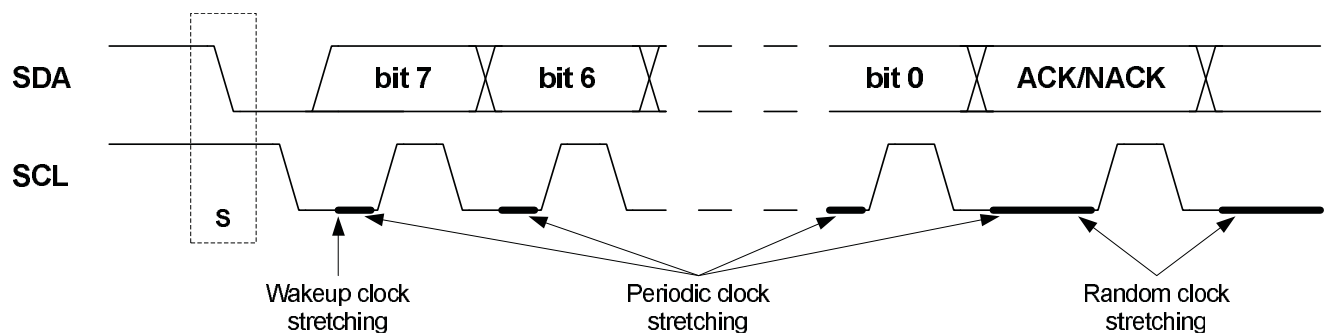 SDA
bit 7
bit 6
bit 0
ACK/NACK
SCL
S
Wakeup clock
stretching
Periodic clock
stretching
Random clock
stretching